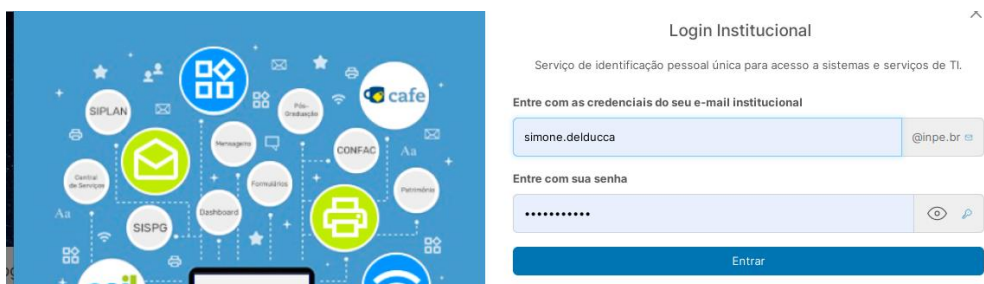 SIPLAN
Pós-
Graduação
cafe
Mensagens
CONFAC
Aa
Central
de Serviços
Formulários
Patrimônio
Aa
Dashboard
SISPG
Login Institucional
Serviço de identificação pessoal única para acesso a sistemas e serviços de TI.
Entre com as credenciais do seu e-mail institucional
simone.delducca
@inpe.br
Entre com sua senha
•••••••••••
Entrar